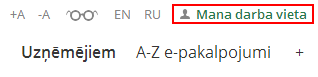 +A -A EN RU Mana darba vieta
Uzņēmējiem A-Z e-pakalpojumi +